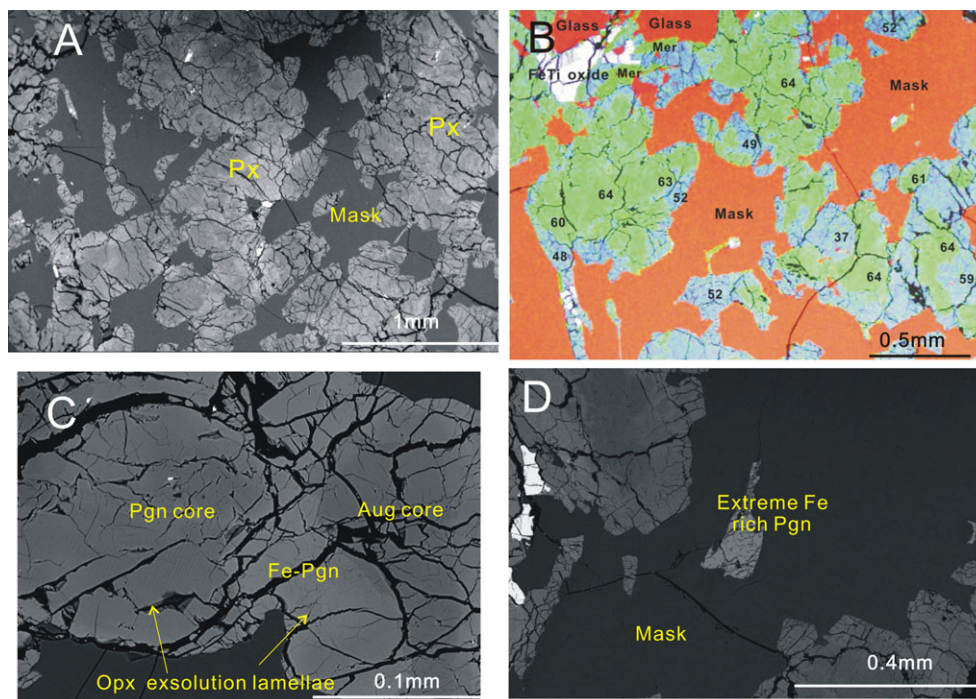 A
Px
Px
Mask
1mm
B
Glass
Glass
52
Mer
FeTi oxide
Mer
64
Mask
49
63
61
64
52
60
Mask
37
48
64
64
59
52
0.5mm
C
Pgn core
Aug core
Fe-Pgn
Opx exsolution lamellae
0.1mm
D
Extreme Fe
rich Pgn
Mask
0.4mm